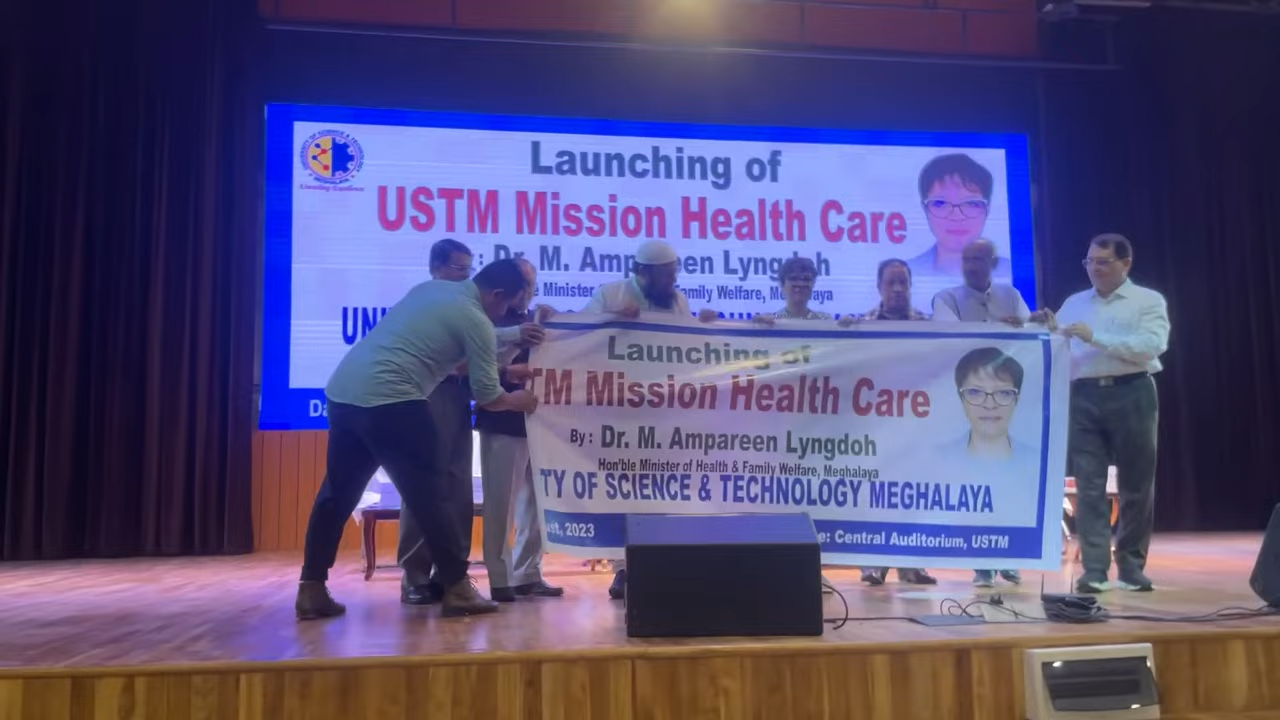 Launching of
USTM Mission Health Care
Dr. M. Ampareen Lyngdoh
Minister Family Welfare, Meghalaya
Launching of
TM Mission Health Care
By : Dr. M. Ampareen Lyngdoh
Hon'ble Minister of Health & Family Welfare, Meghalaya
TY OF SCIENCE & TECHNOLOGY MEGHALAYA
ust, 2023
e: Central Auditorium, USTM